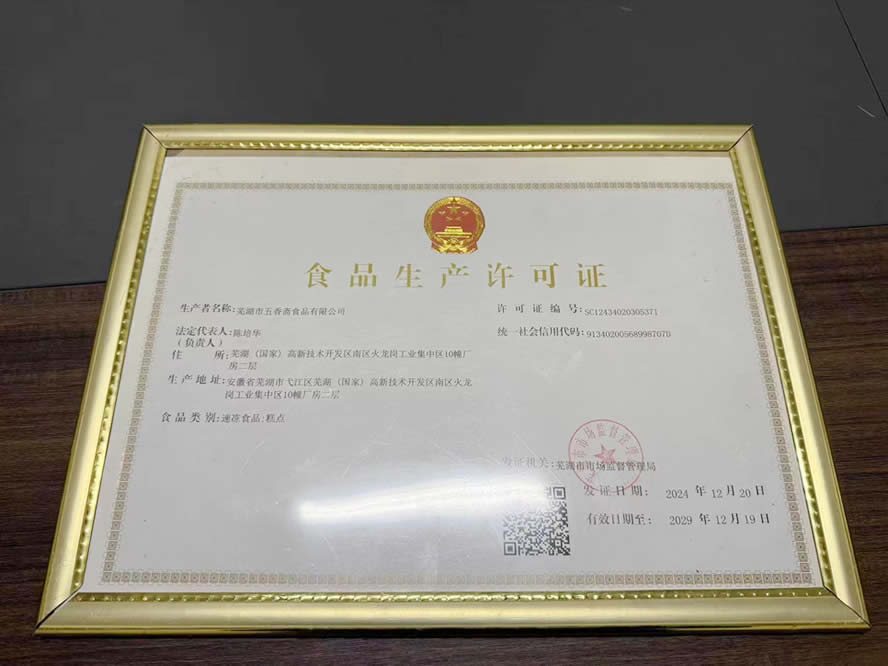 食品生产许可证
生产者名称:芜湖市五香斋食品有限公司
许可证编号:SC12434020305371
法定代表人:陈培华
(负责人)
统一社会信用代码:91340200568998707B
住所:芜湖(国家)高新技术开发区南区火龙岗工业集中区10幢厂
房二层
生产地址:安徽省芜湖市弋江区芜湖(国家)高新技术开发区南区火龙
岗工业集中区10幢厂房二层
食品类别:速冻食品;糕点
发证机关:芜湖市市场监督管理局
发证日期: 2024 年 12 月 20 日
有效日期至: 2029 年 12 月 19 日